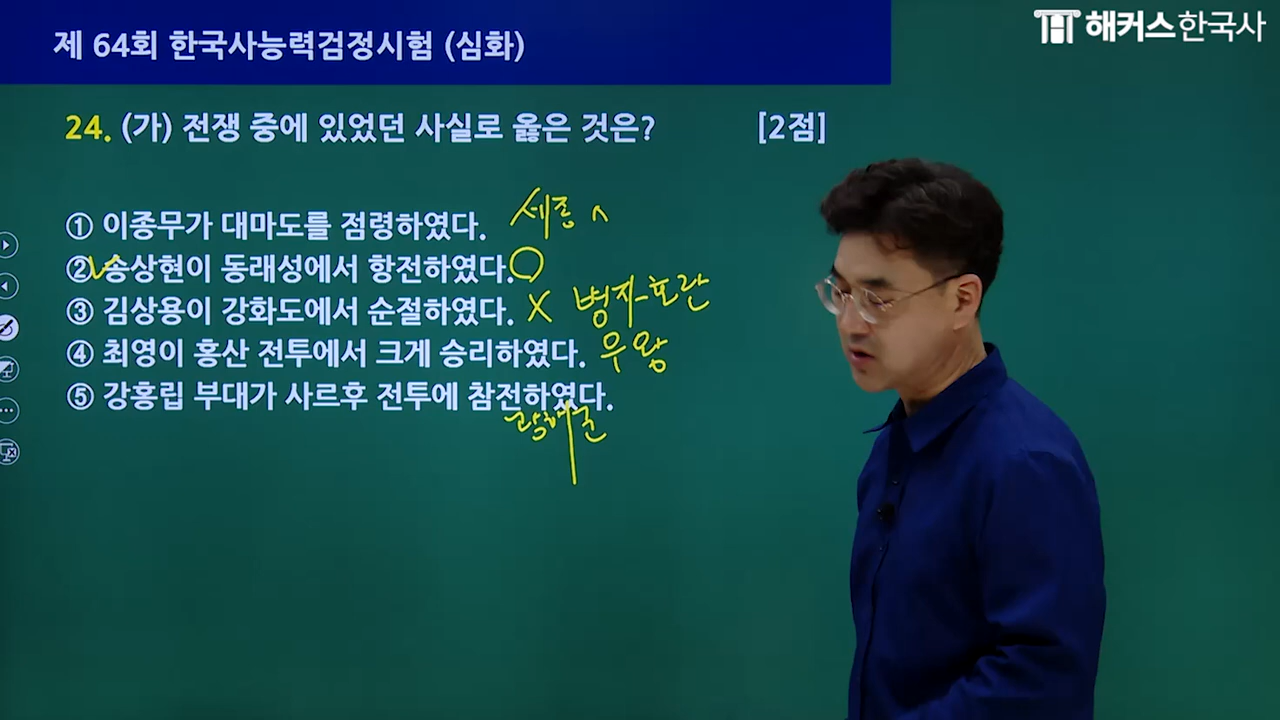 제 64회 한국사능력검정시험 (심화)
해커스한국사
24. (가) 전쟁 중에 있었던 사실로 옳은 것은? [2점]
① 이종무가 대마도를 점령하였다. 세종
② 송상현이 동래성에서 항전하였다. O
③ 김상용이 강화도에서 순절하였다. X 병자호란
④ 최영이 홍산 전투에서 크게 승리하였다. 우왕
⑤ 강홍립 부대가 사르후 전투에 참전하였다.
광해군